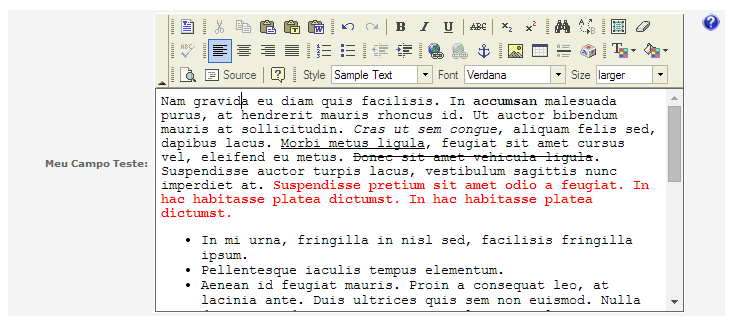 B I U ABC x₂ x²
ABC
Source ? Style Sample Text Font Verdana Size larger
Meu Campo Teste:
Nam gravida eu diam quis facilisis. In accumsan malesuada
purus, at hendrerit mauris rhoncus id. Ut auctor bibendum
mauris at sollicitudin. Cras ut sem congue, aliquam felis sed,
dapibus lacus. Morbi metus ligula, feugiat sit amet cursus
vel, eleifend eu metus. Donec sit amet vehicula ligula.
Suspendisse auctor turpis lacus, vestibulum sagittis nunc
imperdiet at. Suspendisse pretium sit amet odio a feugiat. In
hac habitasse platea dictumst. In hac habitasse platea
dictumst.
• In mi urna, fringilla in nisl sed, facilisis fringilla
ipsum.
• Pellentesque iaculis tempus elementum.
• Aenean id feugiat mauris. Proin a consequat leo, at
lacinia ante. Duis ultrices quis sem non euismod. Nulla